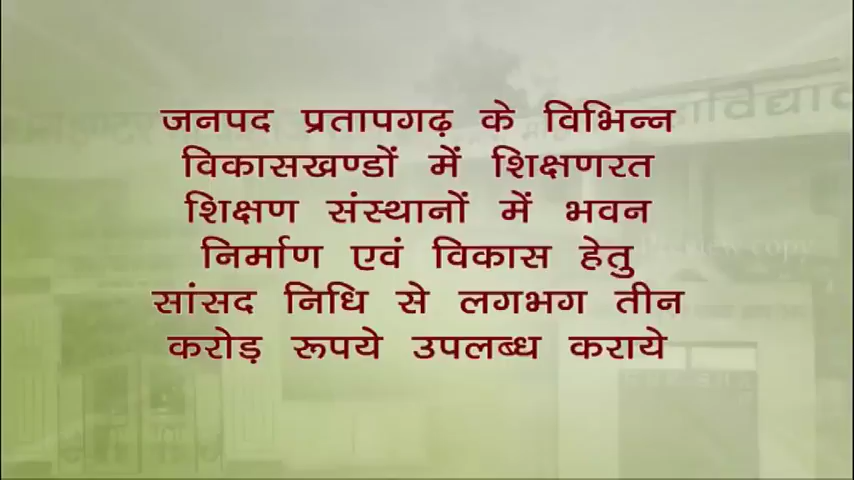 जनपद प्रतापगढ़ के विभिन्न
विकासखण्डों में शिक्षणरत
शिक्षण संस्थानों में भवन
निर्माण एवं विकास हेतु
सांसद निधि से लगभग तीन
करोड़ रूपये उपलब्ध कराये